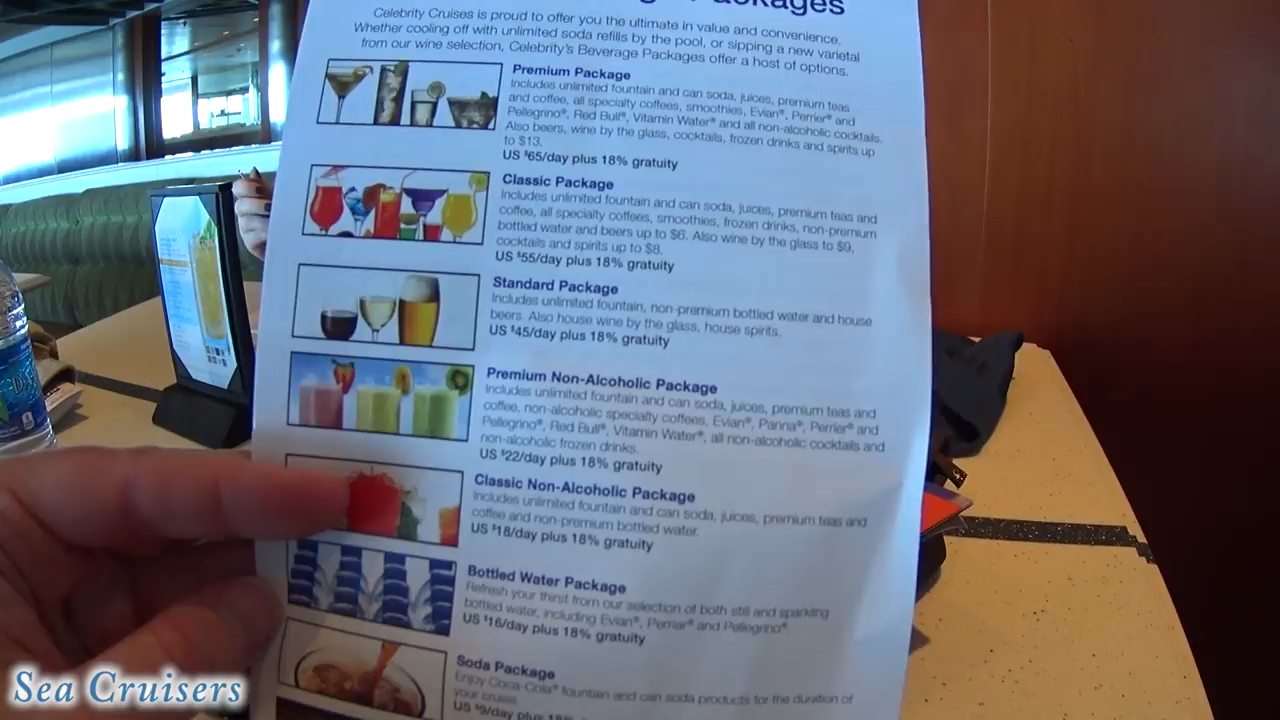 Packages
Celebrity Cruises is proud to offer you the ultimate in value and convenience.
Whether cooling off with unlimited soda refills by the pool, or sipping a new varietal
from our wine selection, Celebrity's Beverage Packages offer a host of options.
Premium Package
Includes unlimited fountain and can soda, juices, premium teas
and coffee, all specialty coffees, smoothies, Evian®, Perrier® and
Pellegrino®, Red Bull®, Vitamin Water® and all non-alcoholic cocktails.
Also beers, wine by the glass, cocktails, frozen drinks and spirits up
to $13.
US $65/day plus 18% gratuity
Classic Package
Includes unlimited fountain and can soda, juices, premium teas and
coffee, all specialty coffees, smoothies, frozen drinks, non-premium
bottled water and beers up to $6. Also wine by the glass to $9,
cocktails and spirits up to $8.
US $55/day plus 18% gratuity
Standard Package
Includes unlimited fountain, non-premium bottled water and house
beers. Also house wine by the glass, house spirits.
US $45/day plus 18% gratuity
Premium Non-Alcoholic Package
Includes unlimited fountain and can soda, juices, premium teas and
coffee, non-alcoholic specialty coffees, Evian®, Panna®, Perrier® and
Pellegrino®, Red Bull®, Vitamin Water®, all non-alcoholic cocktails and
non-alcoholic frozen drinks.
US $22/day plus 18% gratuity
Classic Non-Alcoholic Package
Includes unlimited fountain and can soda, juices, premium teas and
coffee and non-premium bottled water.
US $18/day plus 18% gratuity
Bottled Water Package
Refresh your thirst from our selection of both still and sparkling
bottled water, including Evian®, Perrier® and Pellegrino®.
US $16/day plus 18% gratuity
Soda Package
Enjoy Coca-Cola® fountain and can soda products for the duration of
your cruise.
US $9/day plus 18%
Sea Cruisers